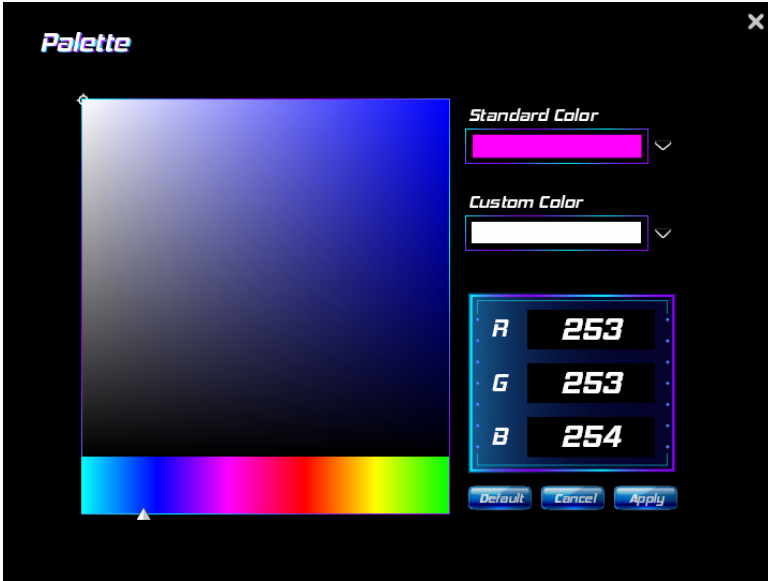 Palette
Standard Color
Custom Color
R 253
G 253
B 254
Default Cancel Apply